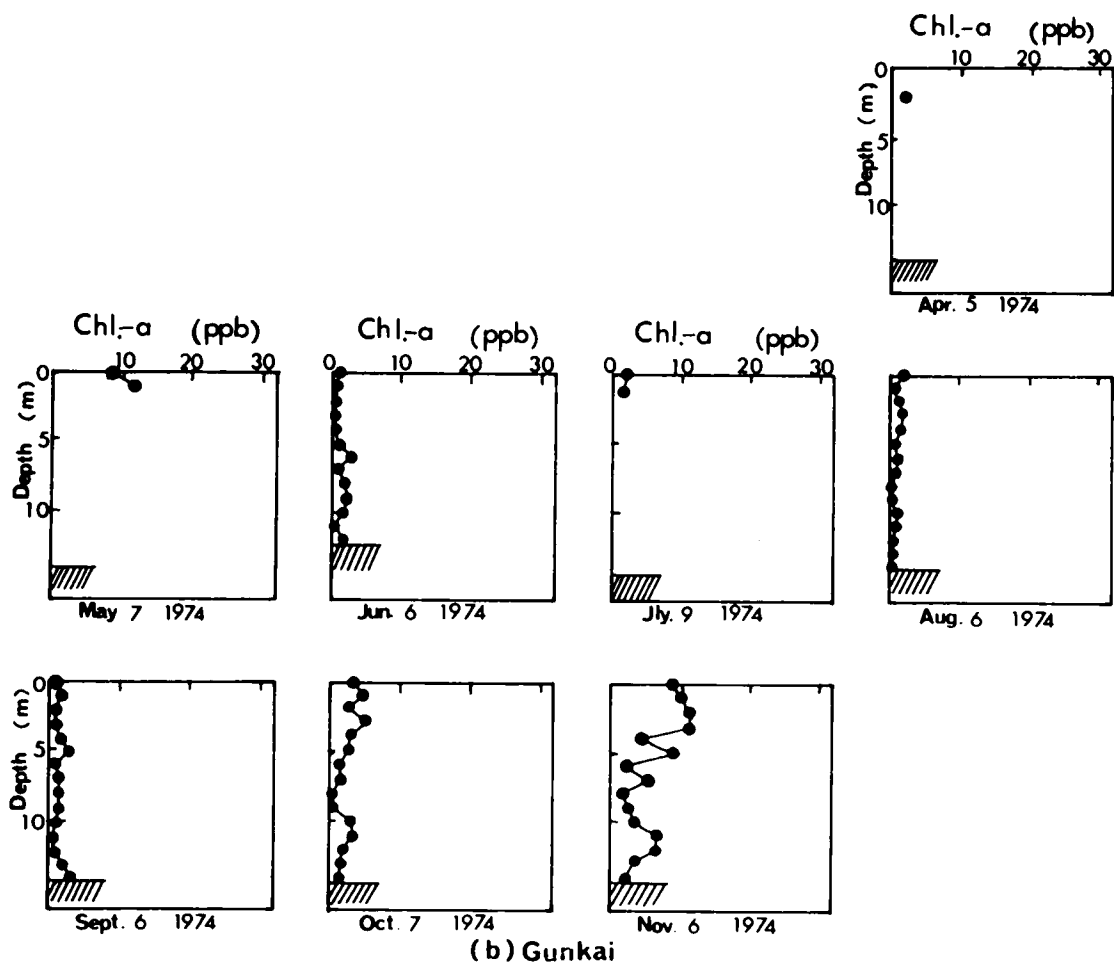 Chl.-a (ppb)
10 20 30
0
5
10
Depth (m)
Apr. 5 1974
Chl.-a (ppb)
10 20 30
0
5
10
Depth (m)
May 7 1974
Chl.-a (ppb)
0 10 20 30
Jun. 6 1974
Chl.-a (ppb)
0 10 20 30
Jly. 9 1974
Aug. 6 1974
0
5
10
Depth (m)
Sept. 6 1974
Oct. 7 1974
Nov. 6 1974
(b) Gunkai